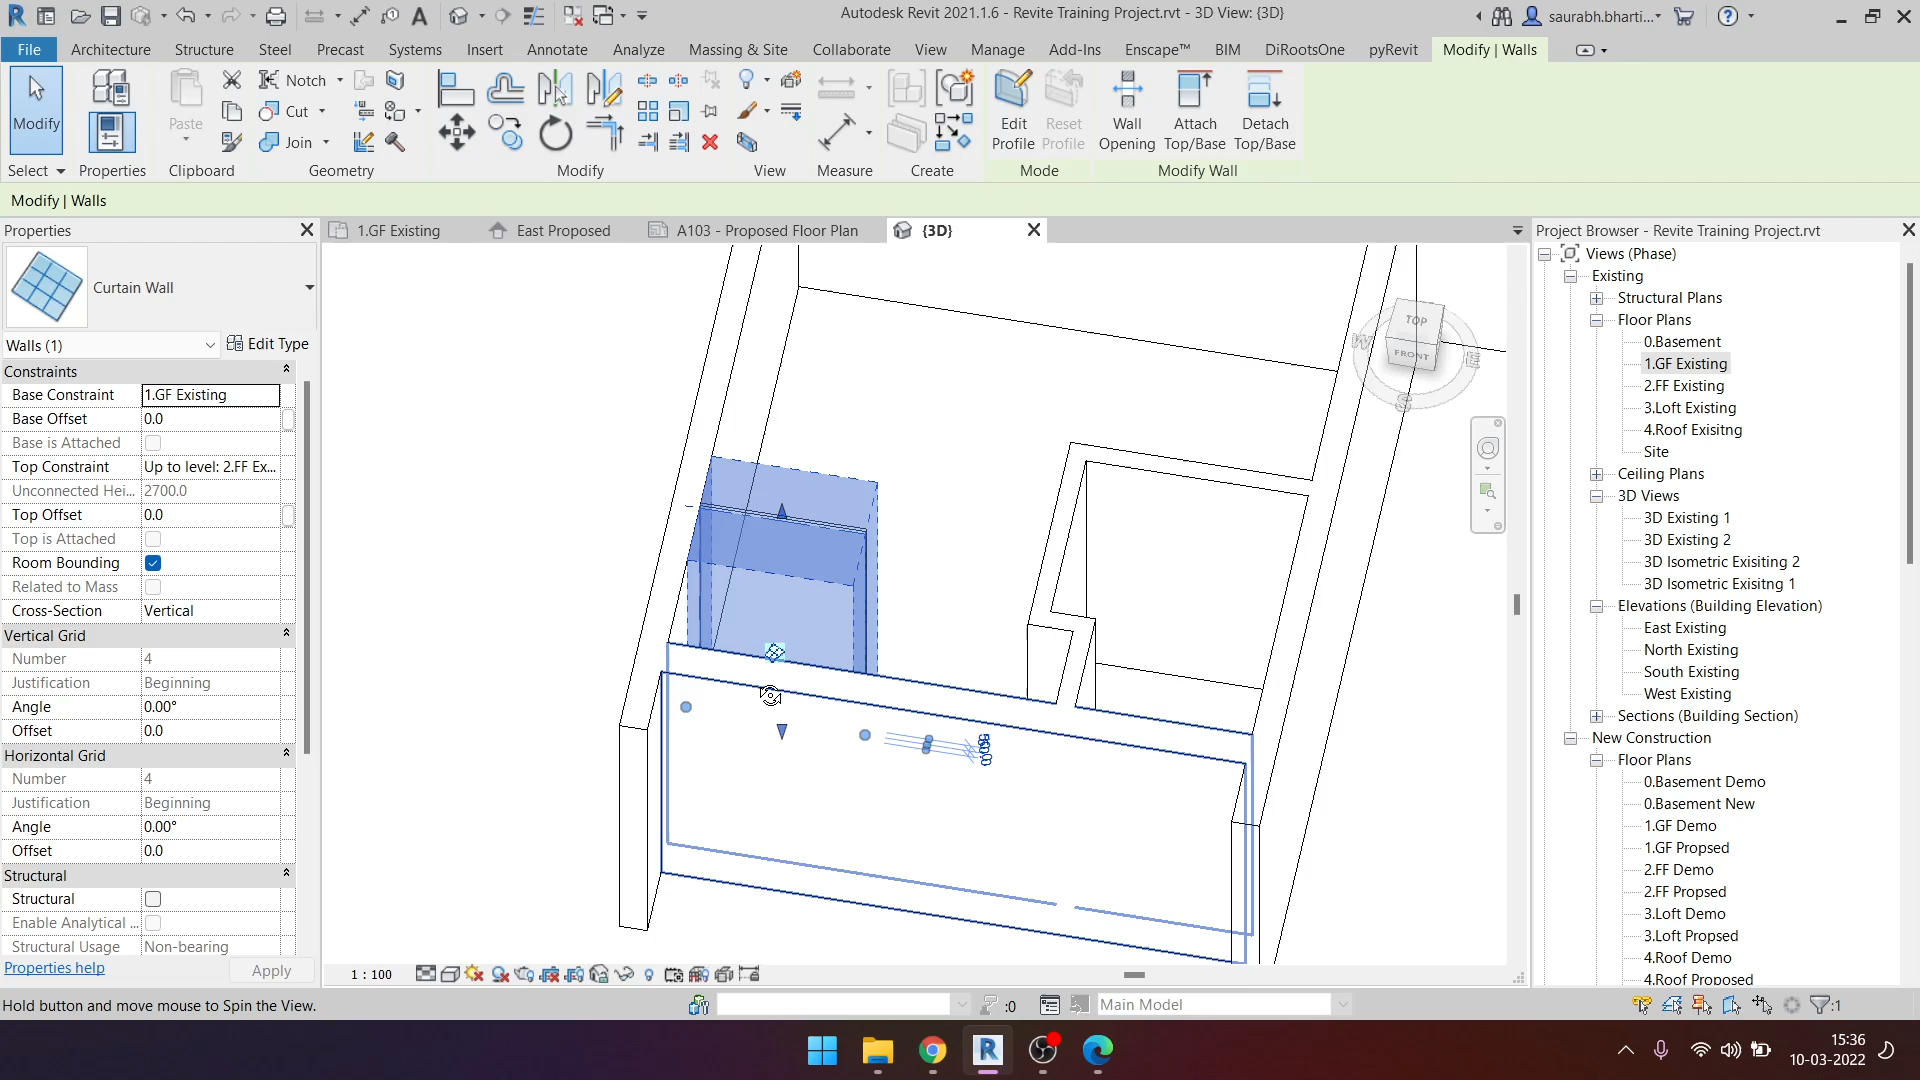 Autodesk Revit 2021.1.6 - Revite Training Project.rvt - 3D View: {3D}
saurabh.bharti...
File
Architecture
Structure
Steel
Precast
Systems
Insert
Annotate
Analyze
Massing & Site
Collaborate
View
Manage
Add-Ins
Enscape™
BIM
DiRootsOne
pyRevit
Modify | Walls
Modify
Paste
Notch
Cut
Join
Edit Profile
Reset Profile
Wall Opening
Attach Top/Base
Detach Top/Base
Select
Properties
Clipboard
Geometry
Modify
View
Measure
Create
Mode
Modify Wall
Modify | Walls
Properties
Curtain Wall
Walls (1)
Edit Type
Constraints
Base Constraint 1.GF Existing
Base Offset 0.0
Base is Attached
Top Constraint Up to level: 2.FF Ex...
Unconnected Hei... 2700.0
Top Offset 0.0
Top is Attached
Room Bounding
Related to Mass
Cross-Section Vertical
Vertical Grid
Number 4
Justification Beginning
Angle 0.00°
Offset 0.0
Horizontal Grid
Number 4
Justification Beginning
Angle 0.00°
Offset 0.0
Structural
Structural
Enable Analytical ...
Structural Usage Non-bearing
Properties help
Apply
1.GF Existing
East Proposed
A103 - Proposed Floor Plan
{3D}
TOP
FRONT
W
E
S
1 : 100
Project Browser - Revite Training Project.rvt
Views (Phase)
Existing
Structural Plans
Floor Plans
0.Basement
1.GF Existing
2.FF Existing
3.Loft Existing
4.Roof Exisitng
Site
Ceiling Plans
3D Views
3D Existing 1
3D Existing 2
3D Isometric Exisiting 2
3D Isometric Exisitng 1
Elevations (Building Elevation)
East Existing
North Existing
South Existing
West Existing
Sections (Building Section)
New Construction
Floor Plans
0.Basement Demo
0.Basement New
1.GF Demo
1.GF Propsed
2.FF Demo
2.FF Propsed
3.Loft Demo
3.Loft Propsed
4.Roof Demo
4.Roof Proposed
Hold button and move mouse to Spin the View.
:0
Main Model
:1
15:36
10-03-2022